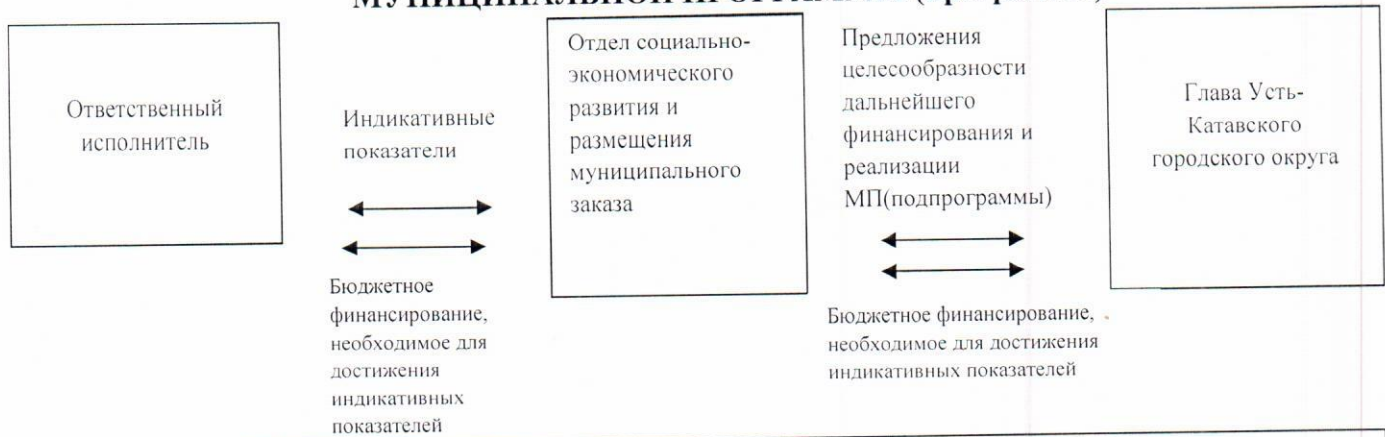 Ответственный
исполнитель
Индикативные
показатели
Бюджетное
финансирование,
необходимое для
достижения
индикативных
показателей
Отдел социально-
экономического
развития и
размещения
муниципального
заказа
Предложения
целесообразности
дальнейшего
финансирования и
реализации
МП(подпрограммы)
Бюджетное финансирование,
необходимое для достижения
индикативных показателей
Глава Усть-
Катавского
городского округа